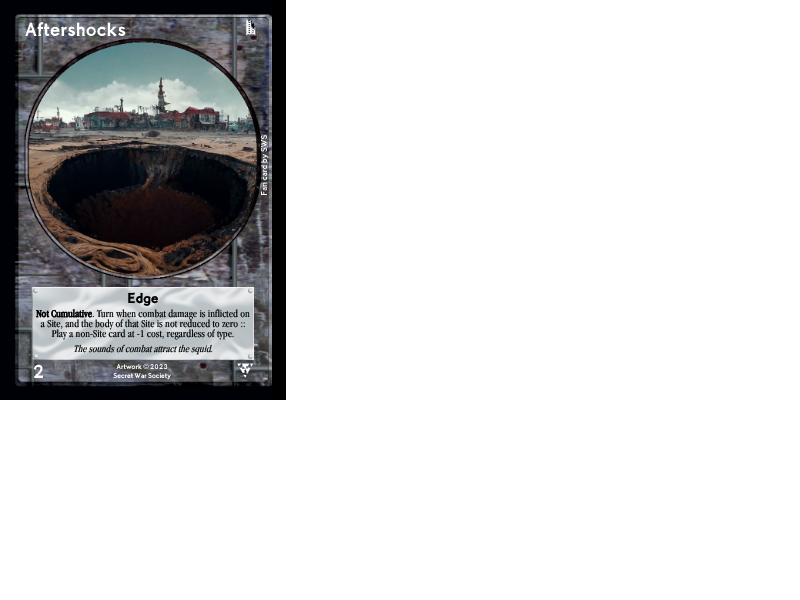 Aftershocks
Fan card by SWS
Edge
Not Cumulative. Turn when combat damage is inflicted on
a Site, and the body of that Site is not reduced to zero ::
Play a non-Site card at -1 cost, regardless of type.
The sounds of combat attract the squid.
2
Artwork © 2023
Secret War Society